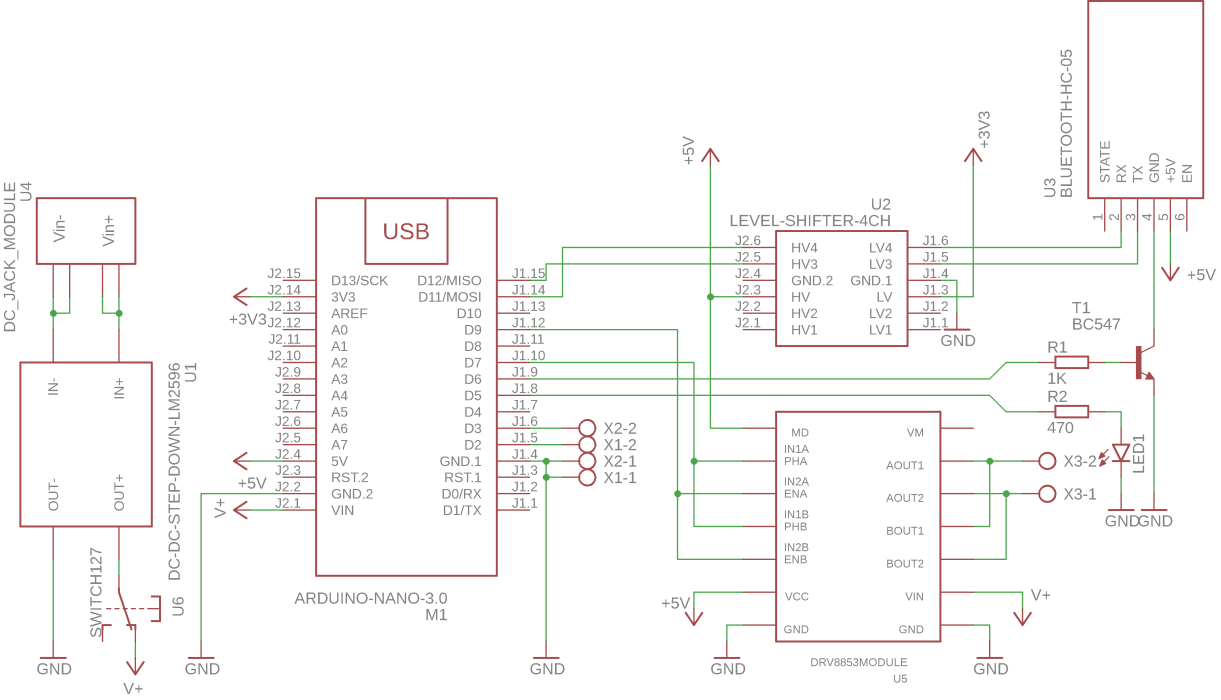 DC_JACK_MODULE
U4
Vin-
Vin+
IN-
IN+
OUT-
OUT+
DC-DC-STEP-DOWN-LM2596
U1
SWITCH127
U6
GND
V+
USB
J2.15
J2.14
J2.13
J2.12
J2.11
J2.10
J2.9
J2.8
J2.7
J2.6
J2.5
J2.4
J2.3
J2.2
J2.1
+3V3
+5V
V+
GND
D13/SCK
3V3
AREF
A0
A1
A2
A3
A4
A5
A6
A7
5V
RST.2
GND.2
VIN
D12/MISO
D11/MOSI
D10
D9
D8
D7
D6
D5
D4
D3
D2
GND.1
RST.1
D0/RX
D1/TX
J1.15
J1.14
J1.13
J1.12
J1.11
J1.10
J1.9
J1.8
J1.7
J1.6
J1.5
J1.4
J1.3
J1.2
J1.1
ARDUINO-NANO-3.0
M1
X2-2
X1-2
X2-1
X1-1
GND
+5V
+3V3
U2
LEVEL-SHIFTER-4CH
J2.6
J2.5
J2.4
J2.3
J2.2
J2.1
HV4
HV3
GND.2
HV
HV2
HV1
LV4
LV3
GND.1
LV
LV2
LV1
J1.6
J1.5
J1.4
J1.3
J1.2
J1.1
GND
U3
BLUETOOTH-HC-05
STATE
RX
TX
GND
+5V
EN
1
2
3
4
5
6
+5V
T1
BC547
R1
1K
R2
470
LED1
GND
GND
MD
IN1A
PHA
IN2A
ENA
IN1B
PHB
IN2B
ENB
VCC
GND
VM
AOUT1
AOUT2
BOUT1
BOUT2
VIN
GND
X3-2
X3-1
+5V
V+
GND
GND
DRV8853MODULE
U5